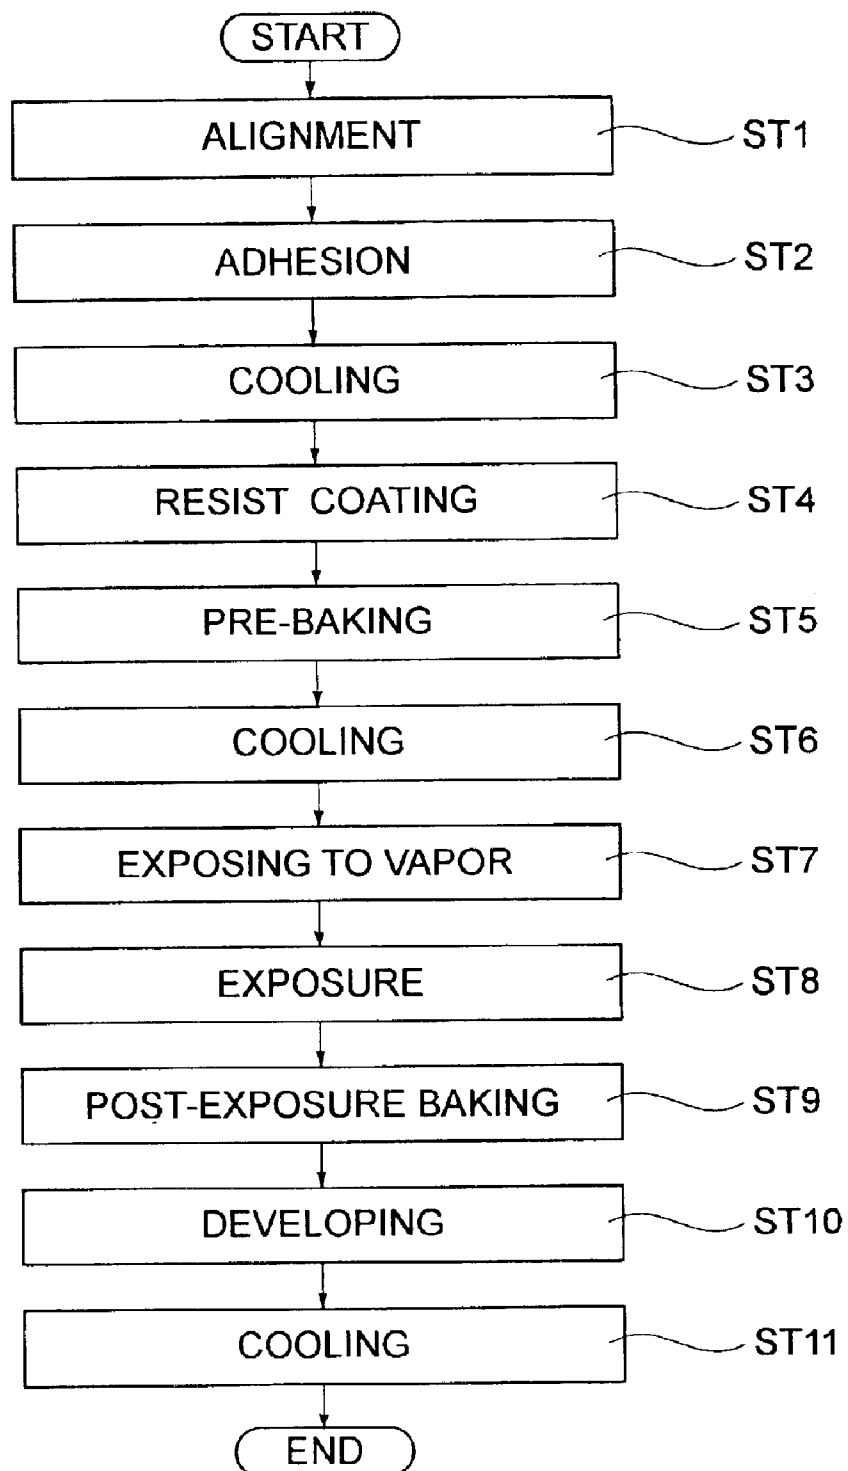 START
ALIGNMENT ST1
ADHESION ST2
COOLING ST3
RESIST COATING ST4
PRE-BAKING ST5
COOLING ST6
EXPOSING TO VAPOR ST7
EXPOSURE ST8
POST-EXPOSURE BAKING ST9
DEVELOPING ST10
COOLING ST11
END